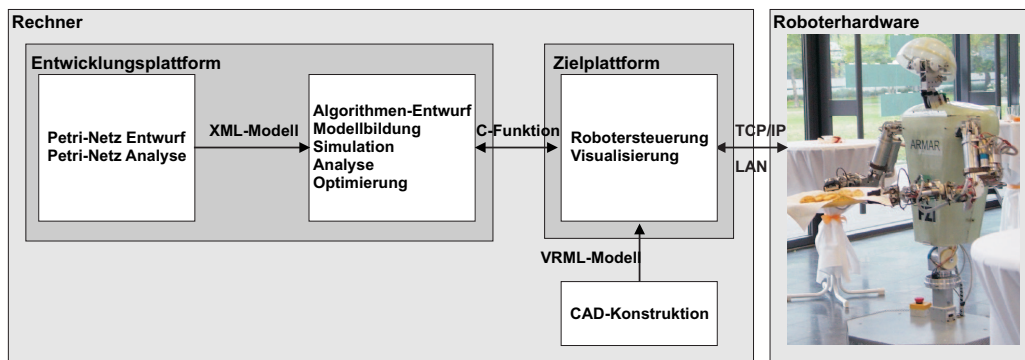 Rechner
Roboterhardware
Entwicklungsplattform
Zielplattform
Petri-Netz Entwurf
Petri-Netz Analyse
XML-Modell
Algorithmen-Entwurf
Modellbildung
Simulation
Analyse
Optimierung
C-Funktion
Robotersteuerung
Visualisierung
TCP/IP
LAN
ARMAR
VRML-Modell
CAD-Konstruktion